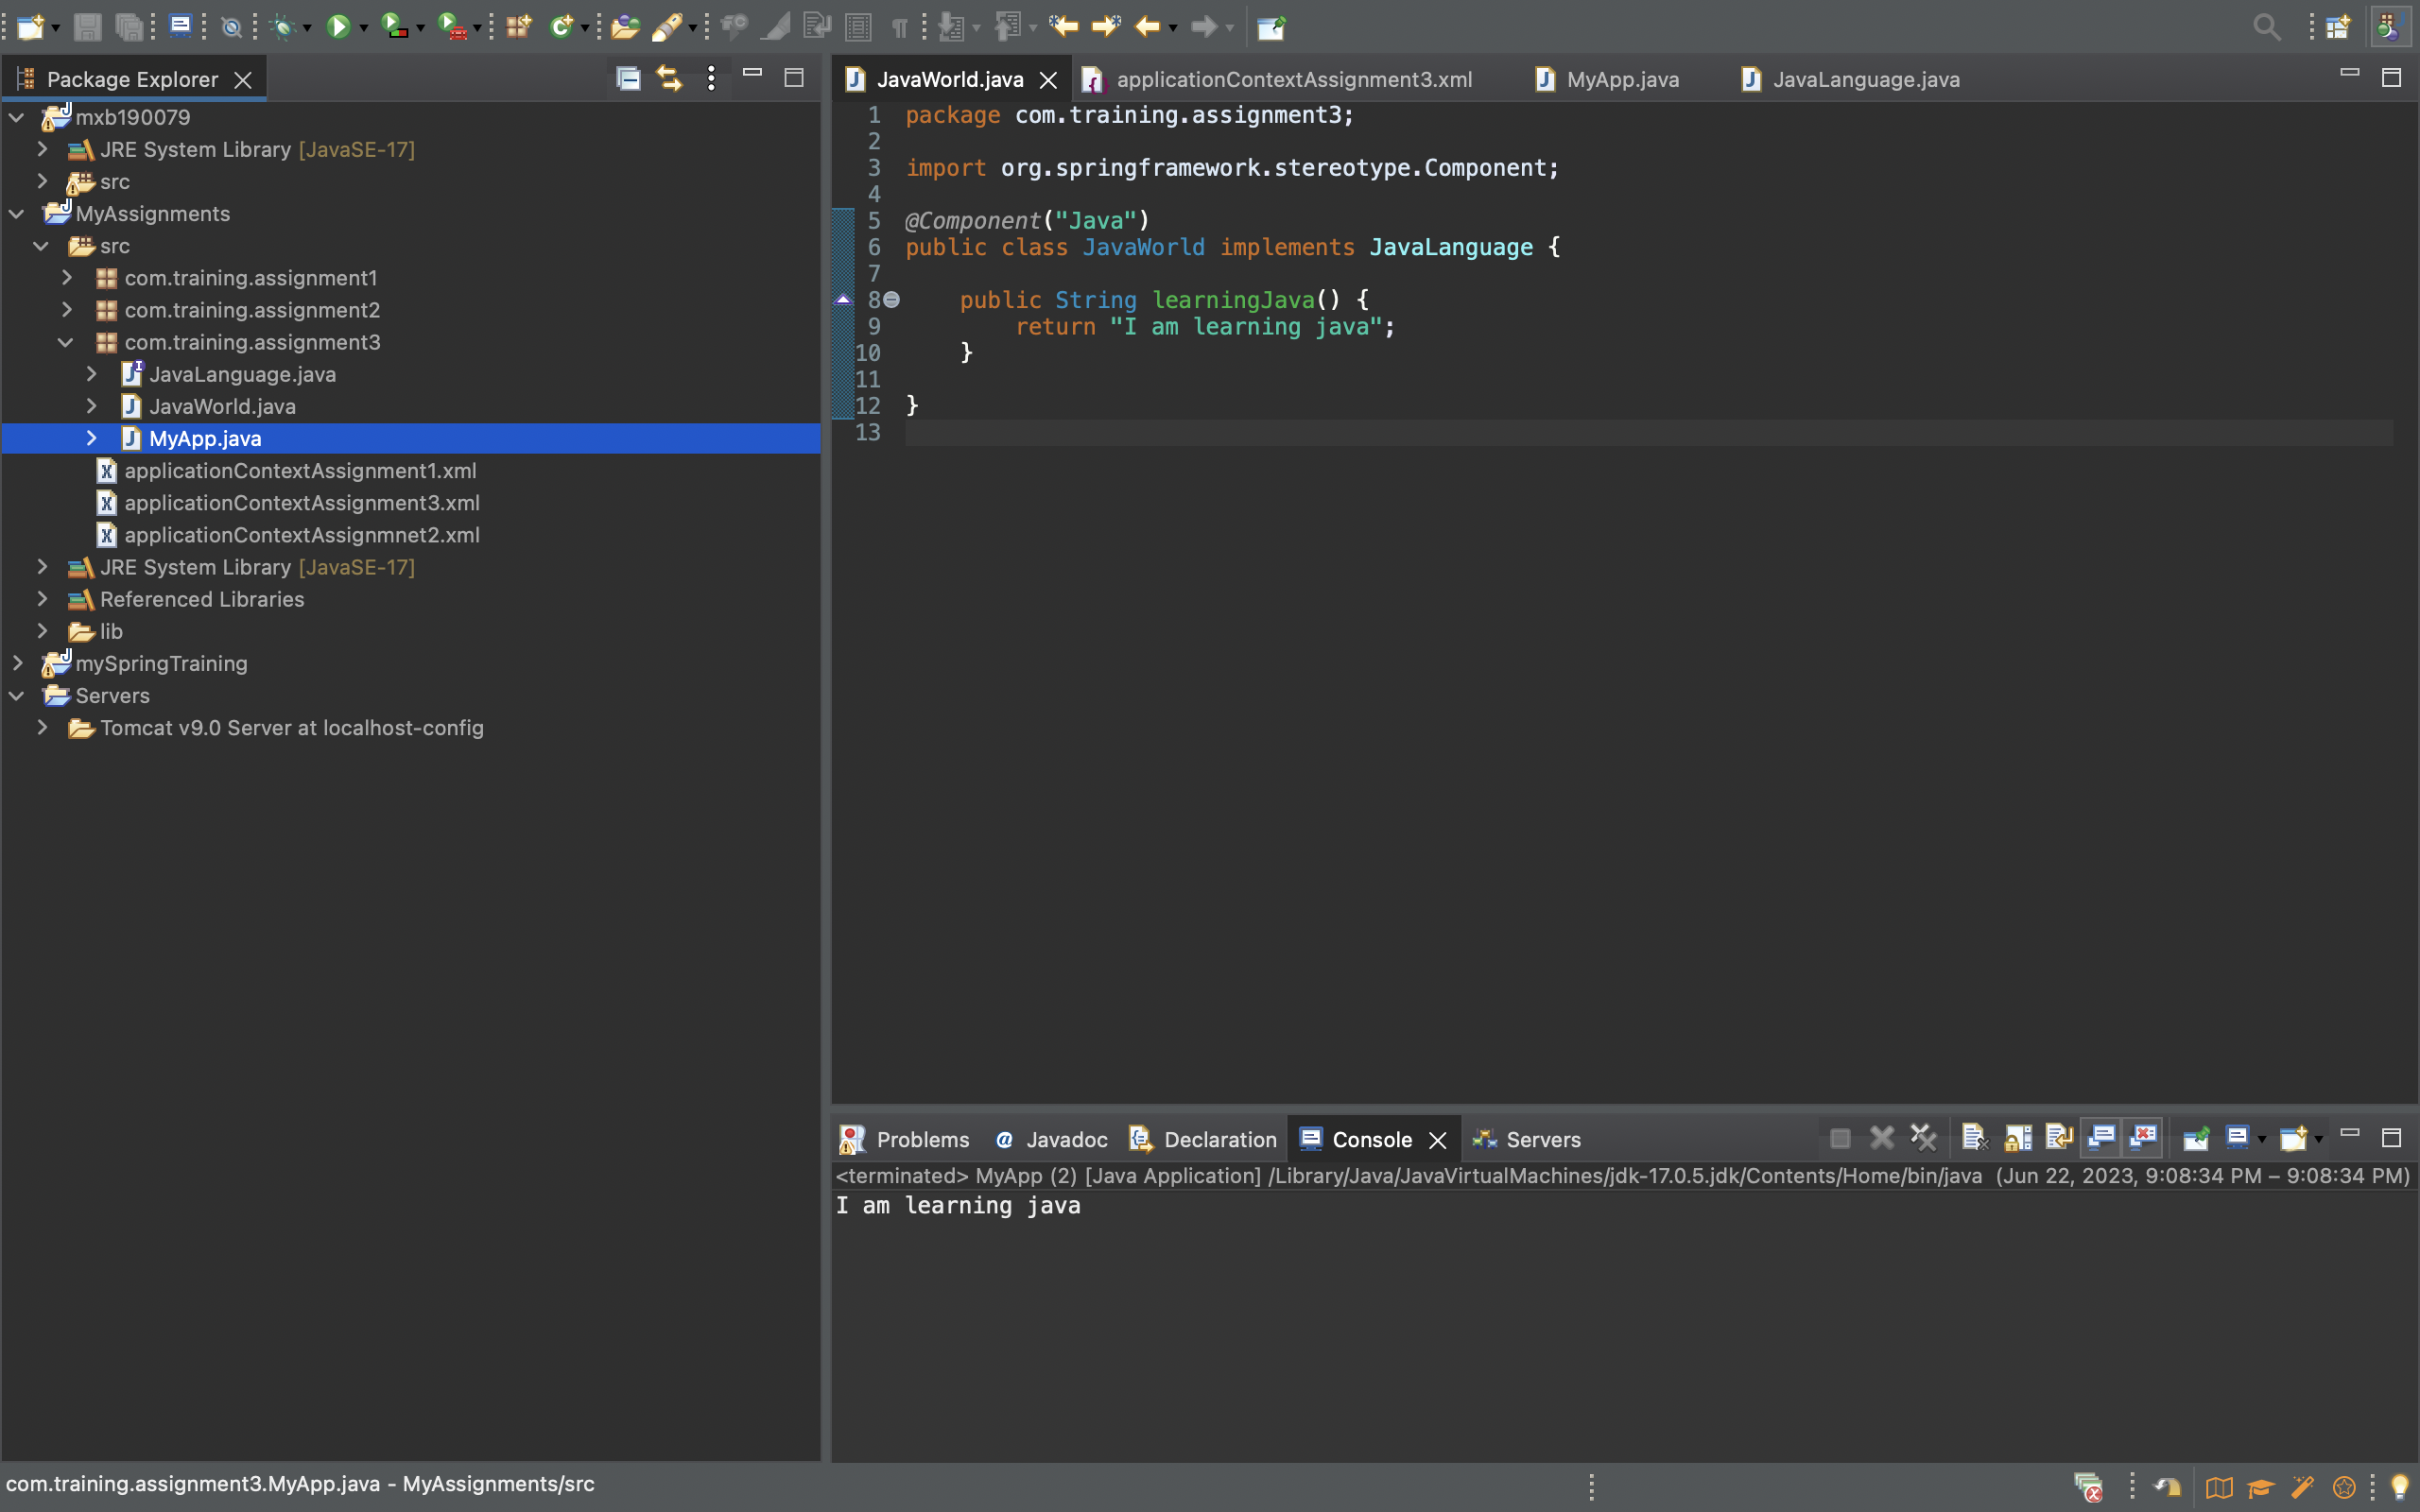 Package Explorer
mxb190079
JRE System Library [JavaSE-17]
src
MyAssignments
src
com.training.assignment1
com.training.assignment2
com.training.assignment3
JavaLanguage.java
JavaWorld.java
MyApp.java
applicationContextAssignment1.xml
applicationContextAssignment3.xml
applicationContextAssignmnet2.xml
JRE System Library [JavaSE-17]
Referenced Libraries
lib
mySpringTraining
Servers
Tomcat v9.0 Server at localhost-config
JavaWorld.java applicationContextAssignment3.xml MyApp.java JavaLanguage.java
1 package com.training.assignment3;
2
3 import org.springframework.stereotype.Component;
4
5 @Component("Java")
6 public class JavaWorld implements JavaLanguage {
7
8 public String learningJava() {
9 return "I am learning java";
10 }
11
12 }
13
Problems Javadoc Declaration Console Servers
<terminated> MyApp (2) [Java Application] /Library/Java/JavaVirtualMachines/jdk-17.0.5.jdk/Contents/Home/bin/java (Jun 22, 2023, 9:08:34 PM – 9:08:34 PM)
I am learning java
com.training.assignment3.MyApp.java - MyAssignments/src